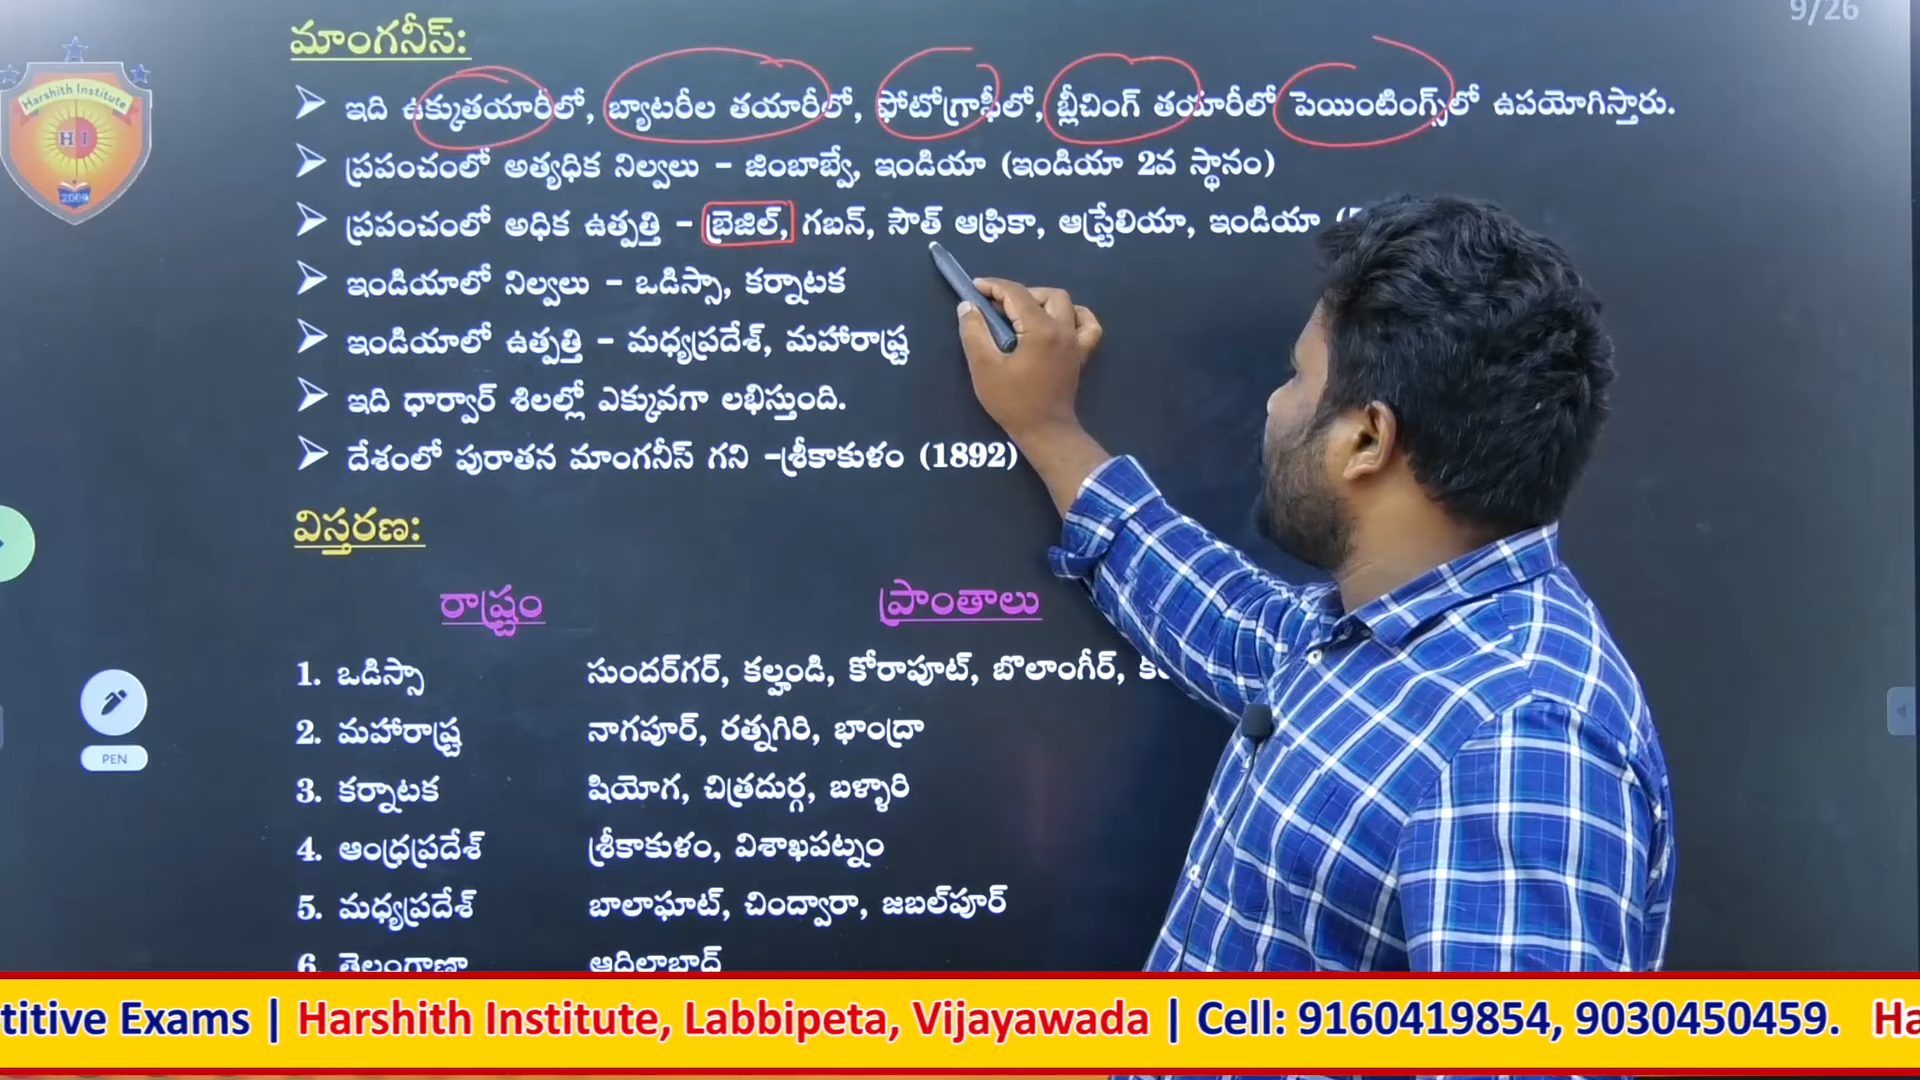 9/26
మాంగనీస్:
Harshith Institute
HI
2009
➤ ఇది ఉక్కుతయారీలో, బ్యాటరీల తయారీలో, ఫోటోగ్రాఫీలో, బ్లీచింగ్ తయారీలో పెయింటింగ్స్‌లో ఉపయోగిస్తారు.
➤ ప్రపంచంలో అత్యధిక నిల్వలు – జింబాబ్వే, ఇండియా (ఇండియా 2వ స్థానం)
➤ ప్రపంచంలో అధిక ఉత్పత్తి – బ్రెజిల్, గబన్, సౌత్ ఆఫ్రికా, ఆస్ట్రేలియా, ఇండియా
➤ ఇండియాలో నిల్వలు – ఒడిస్సా, కర్నాటక
➤ ఇండియాలో ఉత్పత్తి – మధ్యప్రదేశ్, మహారాష్ట్ర
➤ ఇది ధార్వార్ శిలల్లో ఎక్కువగా లభిస్తుంది.
➤ దేశంలో పురాతన మాంగనీస్ గని –శ్రీకాకుళం (1892)
విస్తరణ:
రాష్ట్రం ప్రాంతాలు
1. ఒడిస్సా సుందర్‌గర్, కల్హండి, కోరాపూట్, బొలాంగీర్,
2. మహారాష్ట్ర నాగపూర్, రత్నగిరి, భాంద్రా
3. కర్నాటక షియోగ, చిత్రదుర్గ, బళ్ళారి
4. ఆంధ్రప్రదేశ్ శ్రీకాకుళం, విశాఖపట్నం
5. మధ్యప్రదేశ్ బాలాఘాట్, చింద్వారా, జబల్‌పూర్
6. తెలంగాణా ఆదిలాబాద్
PEN
titive Exams | Harshith Institute, Labbipeta, Vijayawada | Cell: 9160419854, 9030450459. Ha